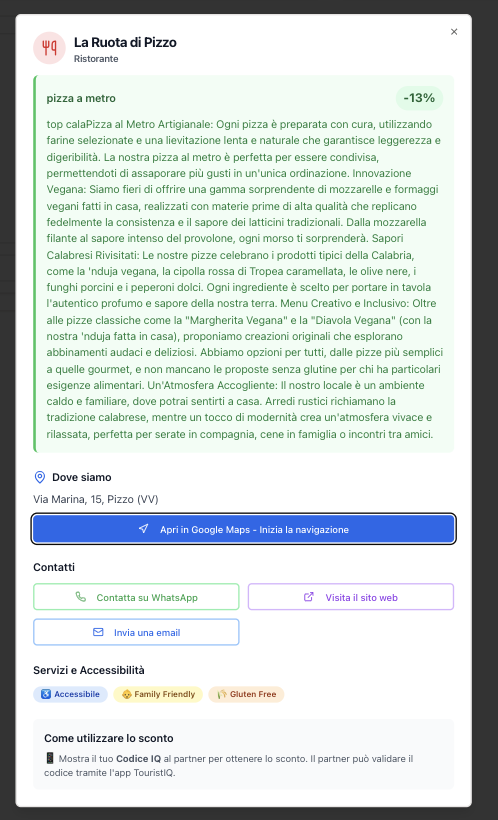 La Ruota di Pizzo
Ristorante
pizza a metro
-13%
top calaPizza al Metro Artigianale: Ogni pizza è preparata con cura, utilizzando
farine selezionate e una lievitazione lenta e naturale che garantisce leggerezza e
digeribilità. La nostra pizza al metro è perfetta per essere condivisa,
permettendoti di assaporare più gusti in un'unica ordinazione. Innovazione
Vegana: Siamo fieri di offrire una gamma sorprendente di mozzarelle e formaggi
vegani fatti in casa, realizzati con materie prime di alta qualità che replicano
fedelmente la consistenza e il sapore dei latticini tradizionali. Dalla mozzarella
filante al sapore intenso del provolone, ogni morso ti sorprenderà. Sapori
Calabresi Rivisitati: Le nostre pizze celebrano i prodotti tipici della Calabria,
come la 'nduja vegana, la cipolla rossa di Tropea caramellata, le olive nere, i
funghi porcini e i peperoni dolci. Ogni ingrediente è scelto per portare in tavola
l'autentico profumo e sapore della nostra terra. Menu Creativo e Inclusivo: Oltre
alle pizze classiche come la "Margherita Vegana" e la "Diavola Vegana" (con la
nostra 'nduja fatta in casa), proponiamo creazioni originali che esplorano
abbinamenti audaci e deliziosi. Abbiamo opzioni per tutti, dalle pizze più semplici
a quelle gourmet, e non mancano le proposte senza glutine per chi ha particolari
esigenze alimentari. Un'Atmosfera Accogliente: Il nostro locale è un ambiente
caldo e familiare, dove potrai sentirti a casa. Arredi rustici richiamano la
tradizione calabrese, mentre un tocco di modernità crea un'atmosfera vivace e
rilassata, perfetta per serate in compagnia, cene in famiglia o incontri tra amici.
Dove siamo
Via Marina, 15, Pizzo (VV)
Apri in Google Maps - Inizia la navigazione
Contatti
Contatta su WhatsApp
Visita il sito web
Invia una email
Servizi e Accessibilità
Accessibile
Family Friendly
Gluten Free
Come utilizzare lo sconto
Mostra il tuo Codice IQ al partner per ottenere lo sconto. Il partner può validare il
codice tramite l'app TouristIQ.